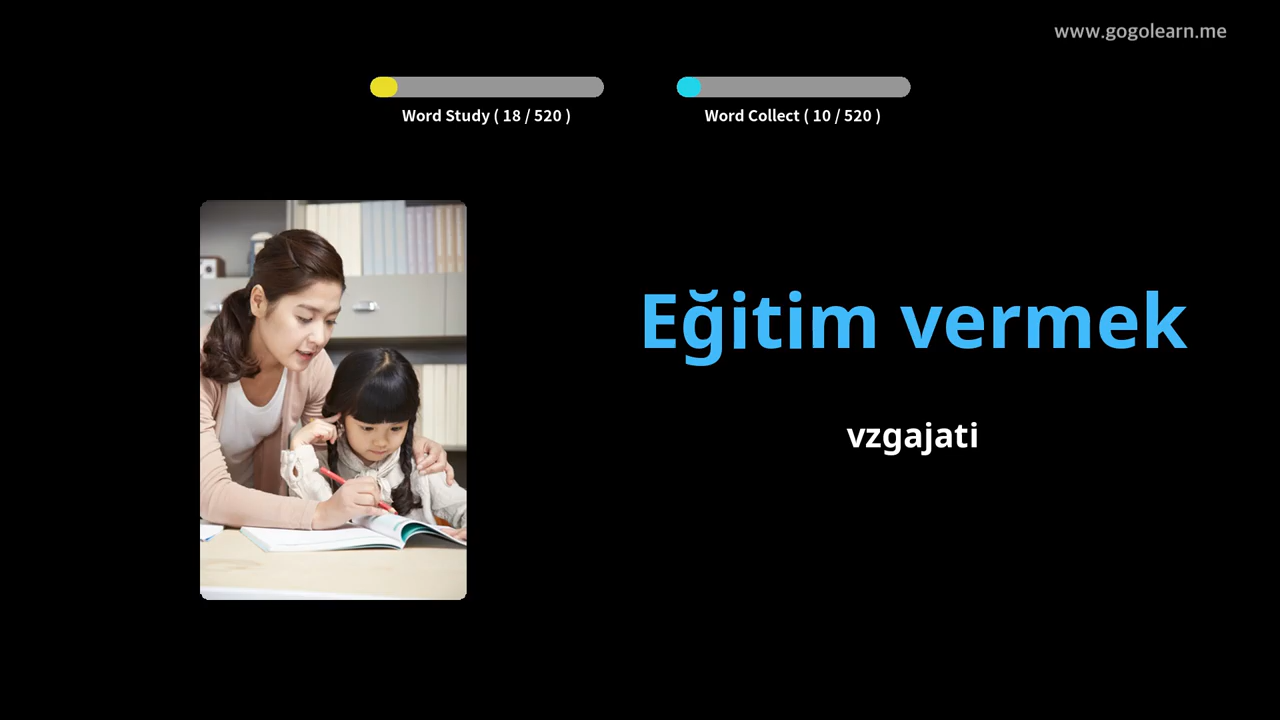 www.gogolearn.me
Word Study ( 18 / 520 )
Word Collect ( 10 / 520 )
Eğitim vermek
vzgajati